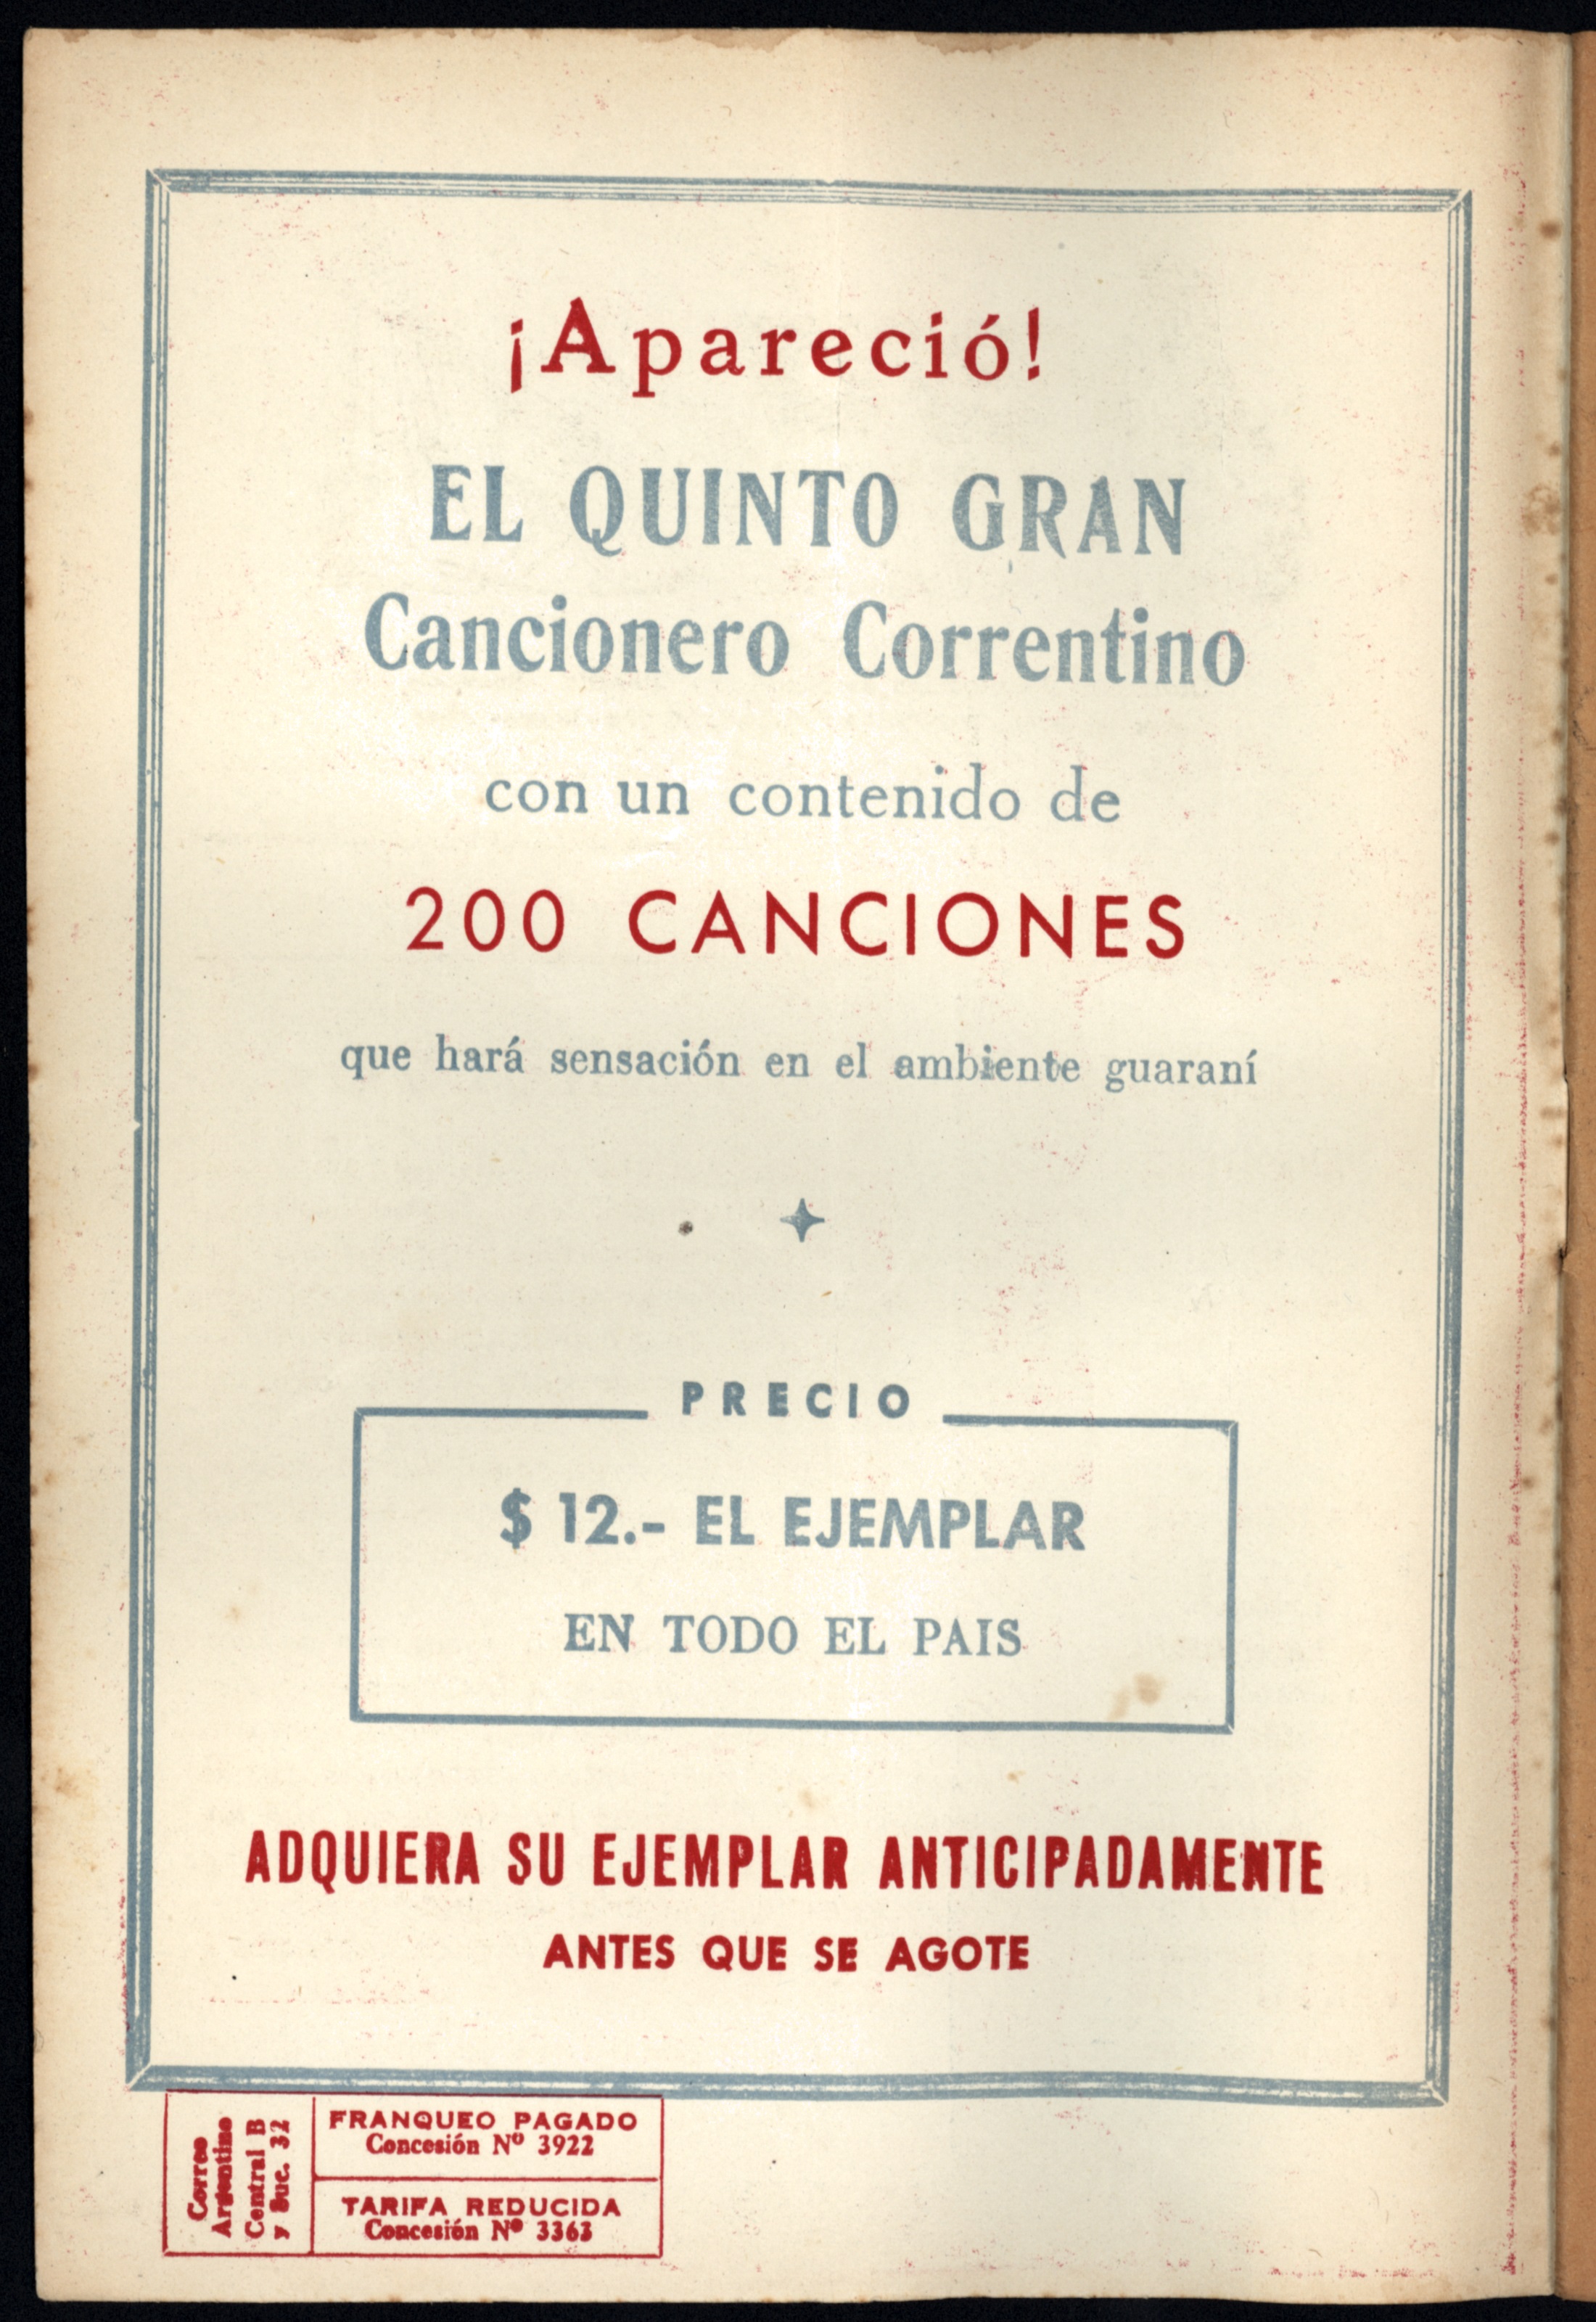 ¡Apareció!
EL QUINTO GRAN
Cancionero Correntino
con un contenido de
200 CANCIONES
que hará sensación en el ambiente guaraní
PRECIO
$ 12.- EL EJEMPLAR
EN TODO EL PAIS
ADQUIERA SU EJEMPLAR ANTICIPADAMENTE
ANTES QUE SE AGOTE
Correo
Argentino
Central B
y Suc. 32
FRANQUEO PAGADO
Concesión Nº 3922
TARIFA REDUCIDA
Concesión Nº 3363